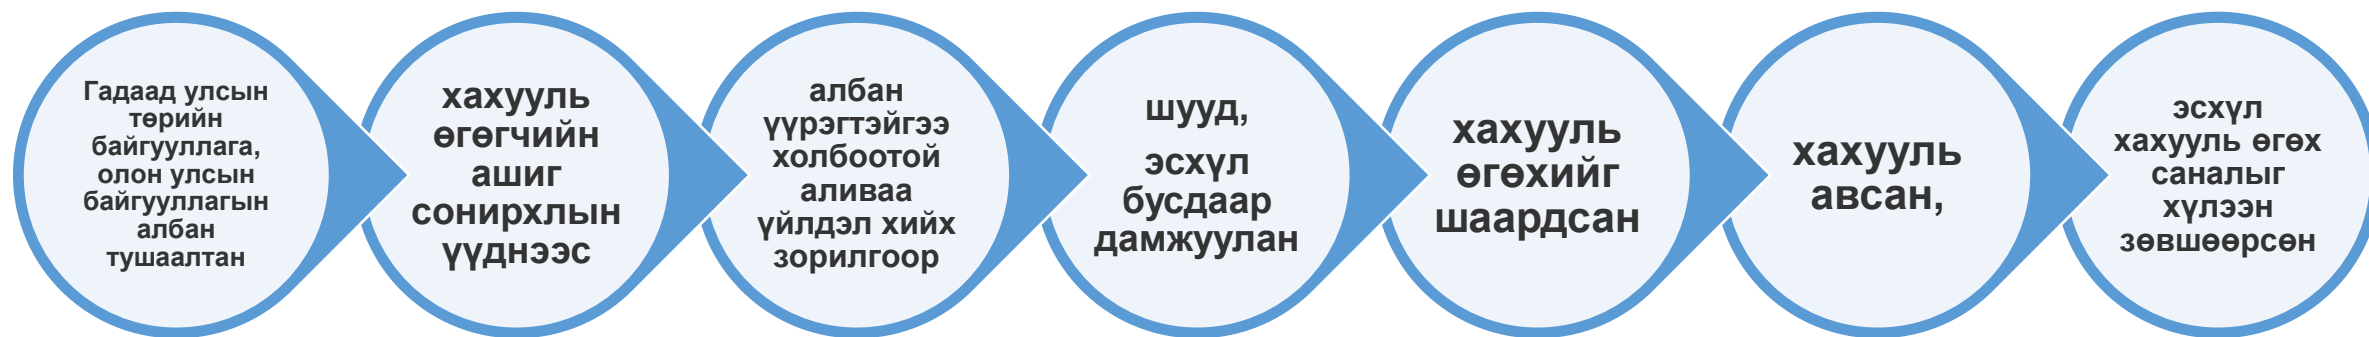 Гадаад улсын
төрийн
байгууллага,
олон улсын
байгууллагын
албан
тушаалтан
хахууль
өгөгчийн
ашиг
сонирхлын
үүднээс
албан
үүрэгтэйгээ
холбоотой
аливаа
үйлдэл хийх
зорилгоор
шууд,
эсхүл
бусдаар
дамжуулан
хахууль
өгөхийг
шаардсан
хахууль
авсан,
эсхүл
хахууль өгөх
саналыг
хүлээн
зөвшөөрсөн